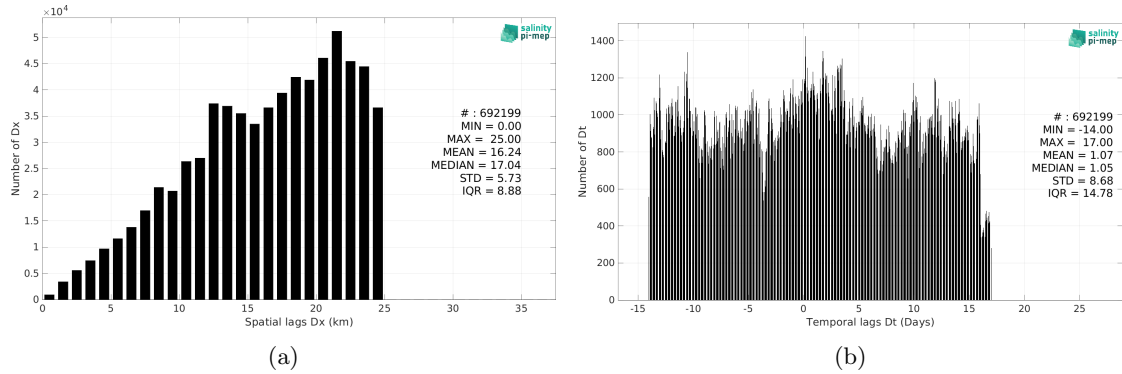 ×10⁴
5
4.5
4
3.5
3
2.5
2
1.5
1
0.5
0
Number of Dx
0 5 10 15 20 25 30 35
Spatial lags Dx (km)
salinity
pi-mep
# : 692199
MIN = 0.00
MAX = 25.00
MEAN = 16.24
MEDIAN = 17.04
STD = 5.73
IQR = 8.88
(a)
1400
1200
1000
800
600
400
200
0
Number of Dt
-15 -10 -5 0 5 10 15 20 25
Temporal lags Dt (Days)
salinity
pi-mep
# : 692199
MIN = -14.00
MAX = 17.00
MEAN = 1.07
MEDIAN = 1.05
STD = 8.68
IQR = 14.78
(b)